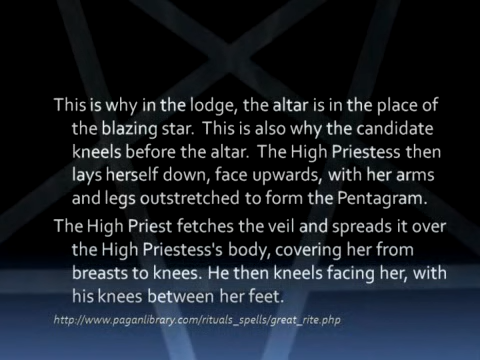 This is why in the lodge, the altar is in the place of
the blazing star. This is also why the candidate
kneels before the altar. The High Priestess then
lays herself down, face upwards, with her arms
and legs outstretched to form the Pentagram.
The High Priest fetches the veil and spreads it over
the High Priestess's body, covering her from
breasts to knees. He then kneels facing her, with
his knees between her feet.
http://www.paganlibrary.com/rituals_spells/great_rite.php